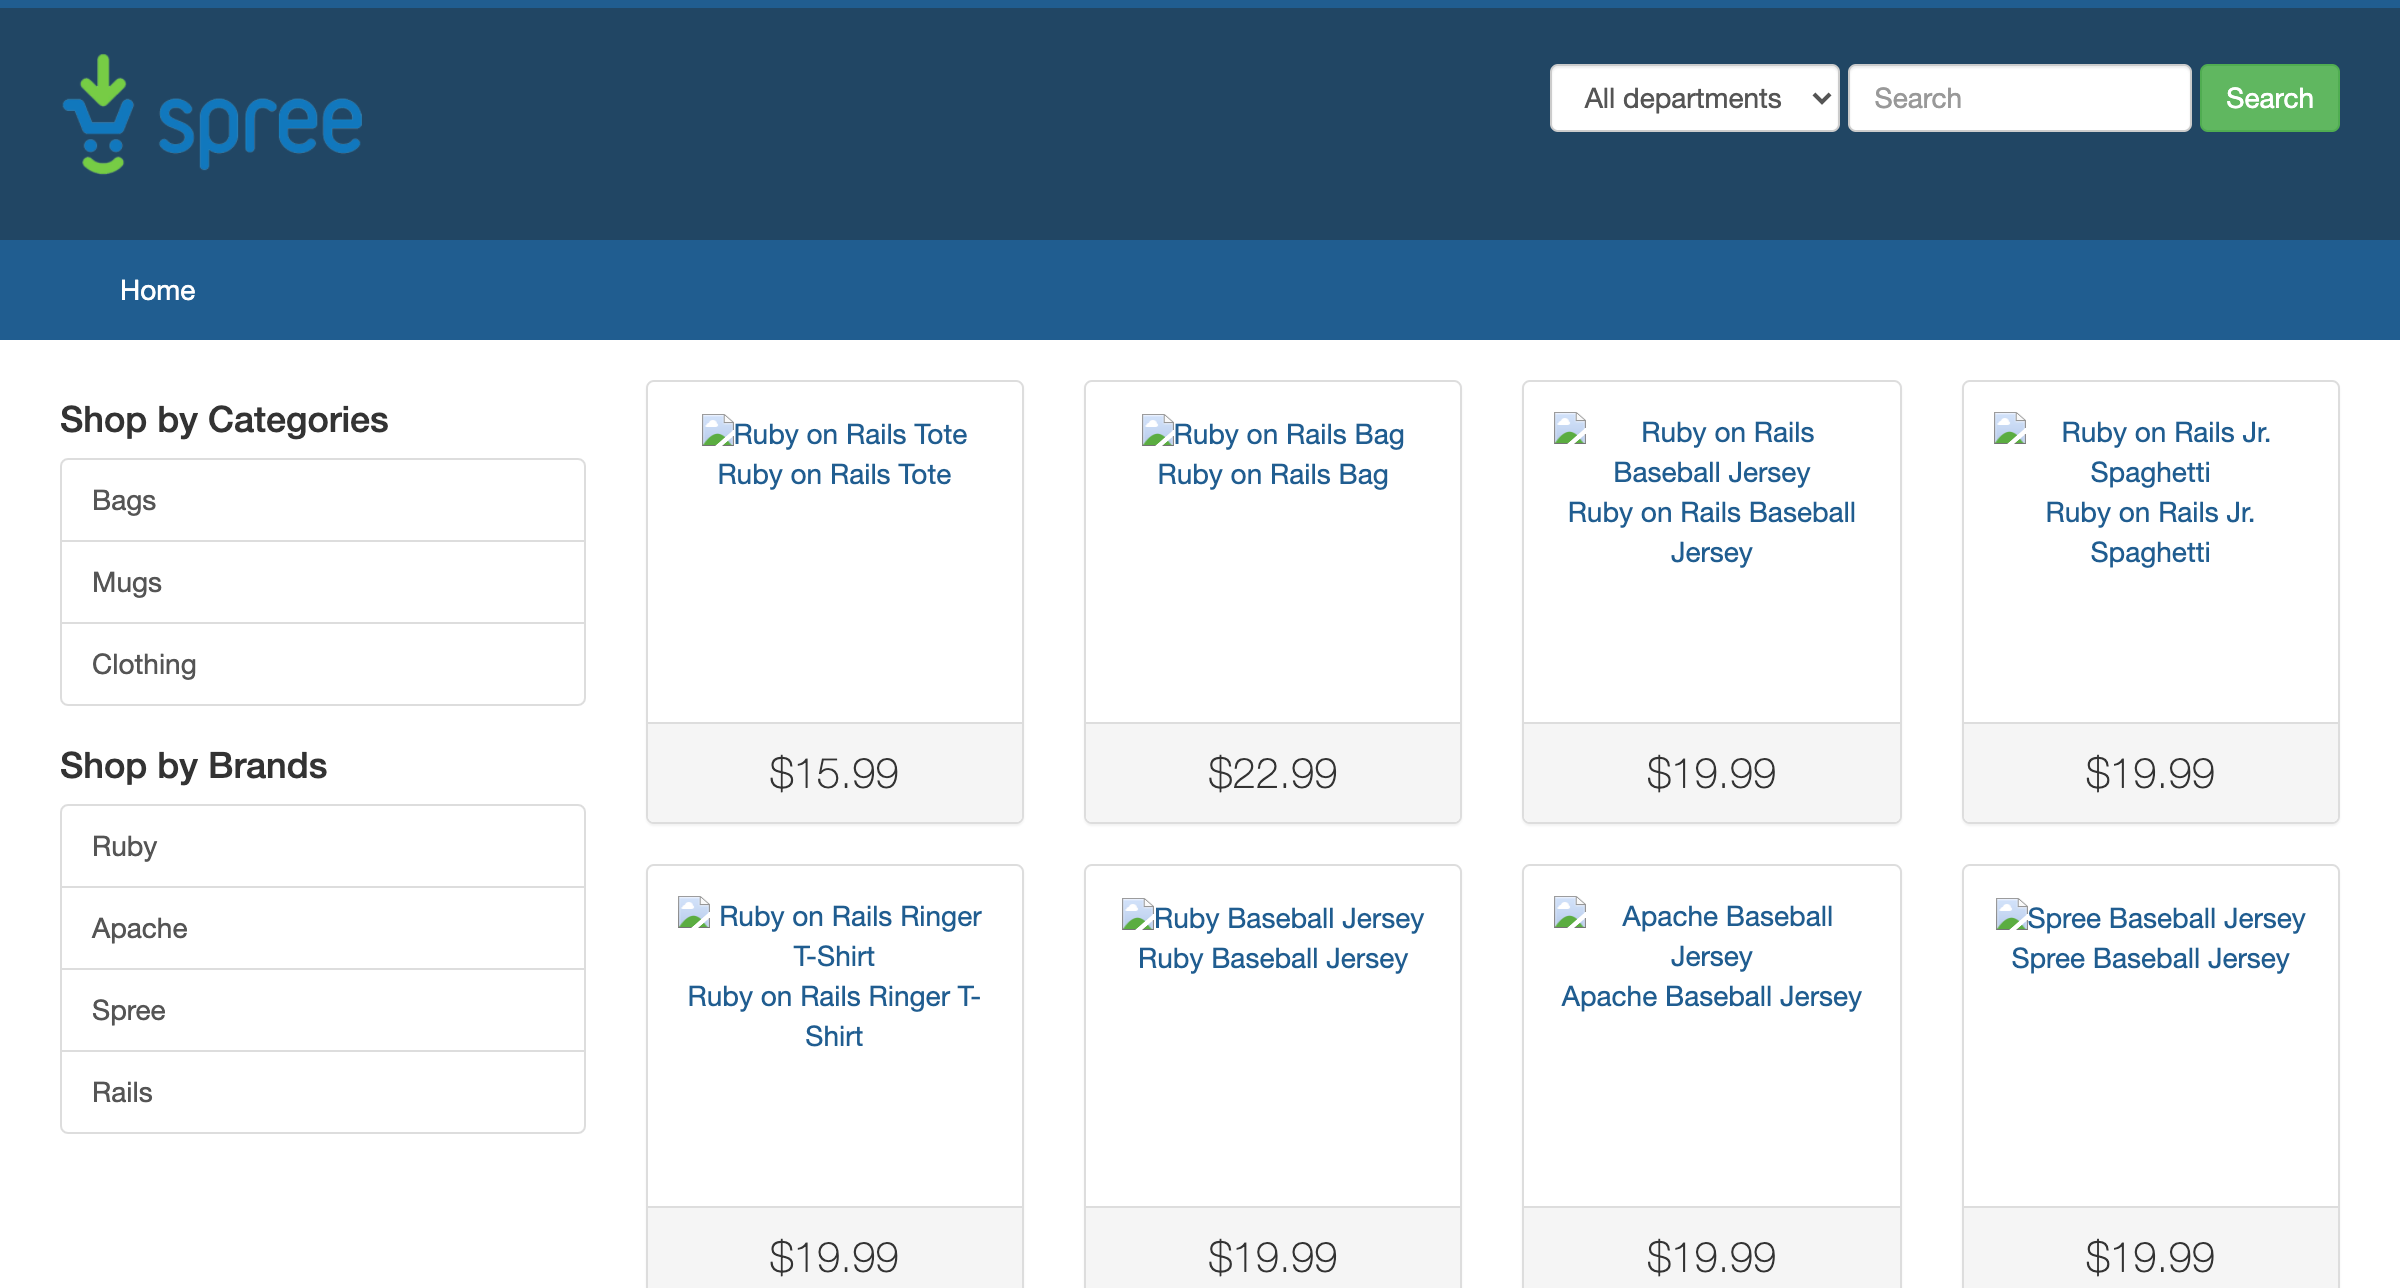 spree
All departments
Search
Search
Home
Shop by Categories
Bags
Mugs
Clothing
Shop by Brands
Ruby
Apache
Spree
Rails
Ruby on Rails Tote
Ruby on Rails Tote
$15.99
Ruby on Rails Bag
Ruby on Rails Bag
$22.99
Ruby on Rails
Baseball Jersey
Ruby on Rails Baseball
Jersey
$19.99
Ruby on Rails Jr.
Spaghetti
Ruby on Rails Jr.
Spaghetti
$19.99
Ruby on Rails Ringer
T-Shirt
Ruby on Rails Ringer T-
Shirt
$19.99
Ruby Baseball Jersey
Ruby Baseball Jersey
$19.99
Apache Baseball
Jersey
Apache Baseball Jersey
$19.99
Spree Baseball Jersey
Spree Baseball Jersey
$19.99